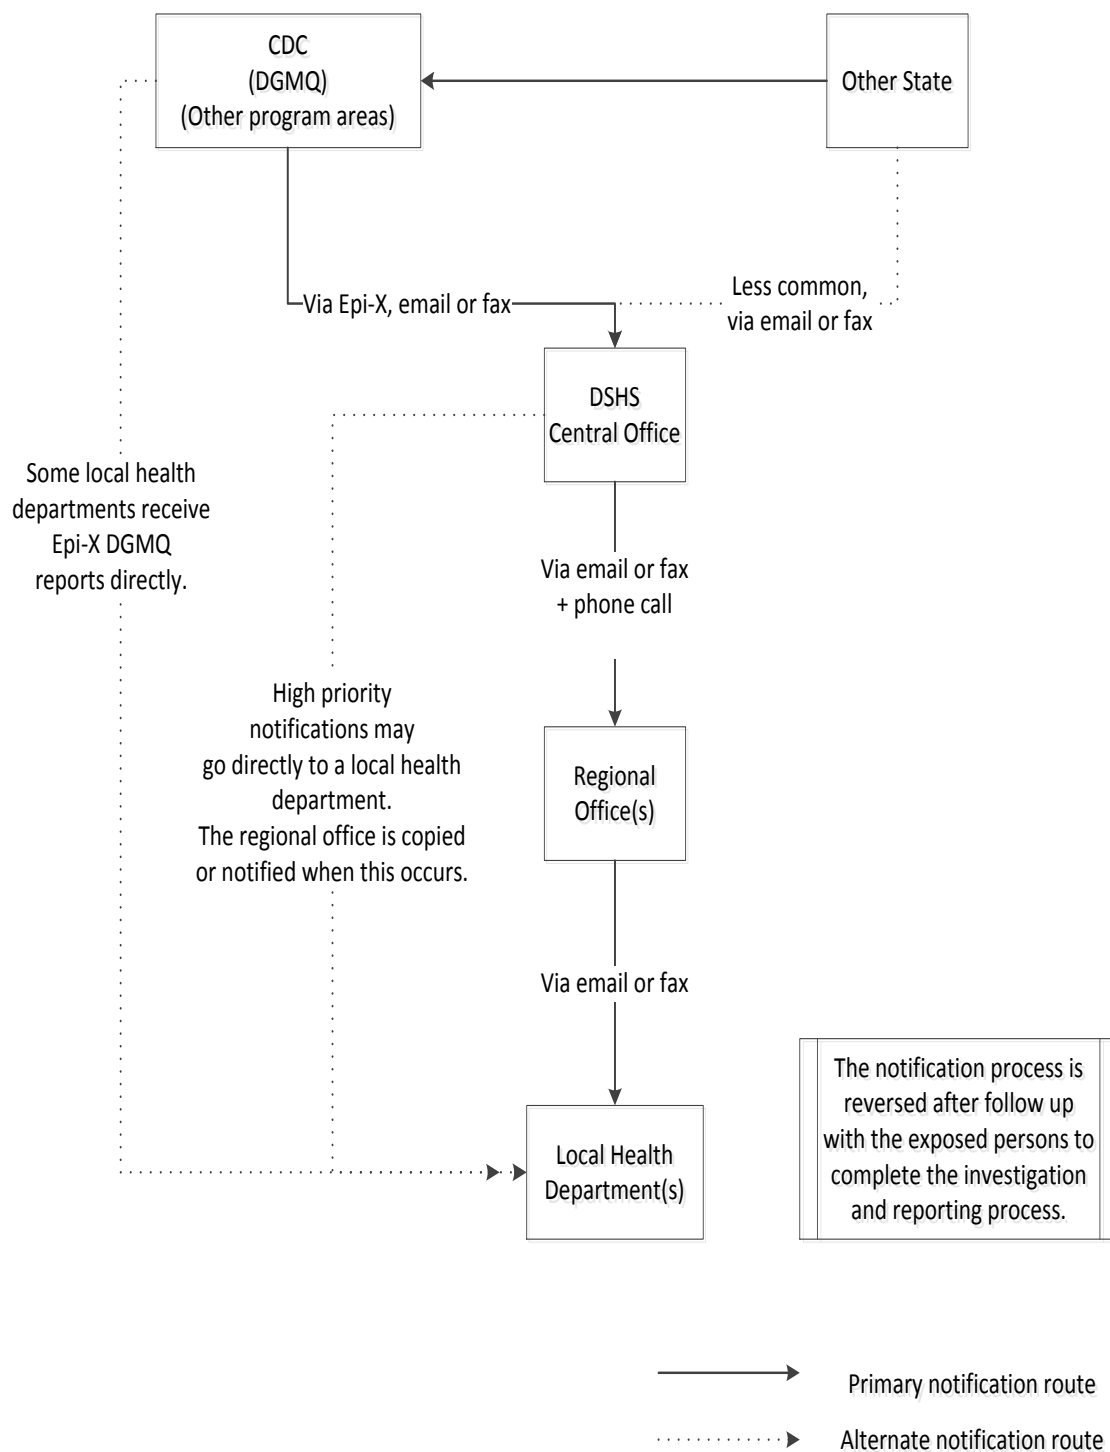 CDC
(DGMQ)
(Other program areas)
Other State
Via Epi-X, email or fax
Less common,
via email or fax
DSHS
Central Office
Some local health
departments receive
Epi-X DGMQ
reports directly.
Via email or fax
+ phone call
High priority
notifications may
go directly to a local health
department.
The regional office is copied
or notified when this occurs.
Regional
Office(s)
Via email or fax
Local Health
Department(s)
The notification process is
reversed after follow up
with the exposed persons to
complete the investigation
and reporting process.
Primary notification route
Alternate notification route